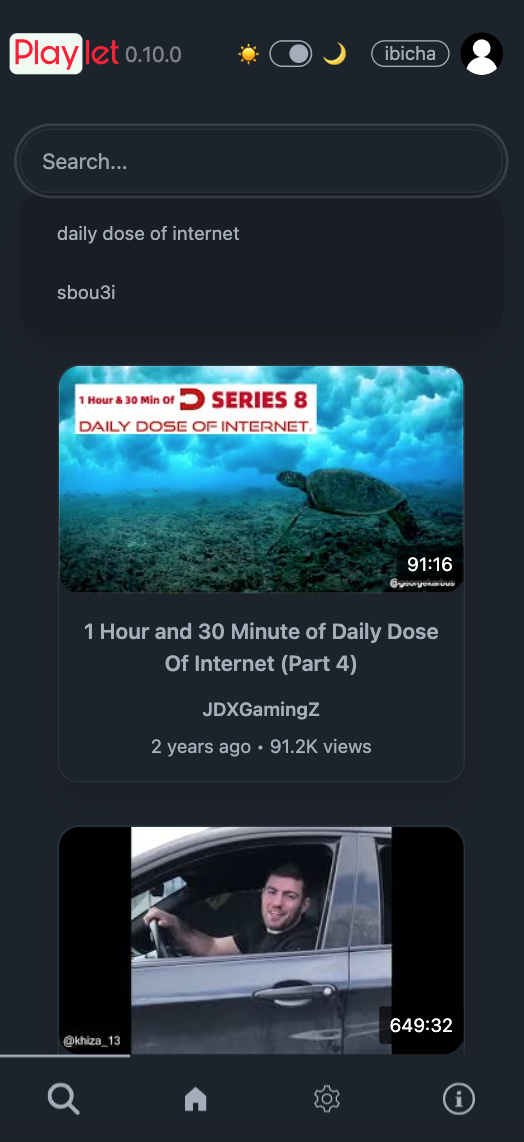 Playlet 0.10.0
ibicha
Search...
daily dose of internet
sbou3i
1 Hour & 30 Min Of SERIES 8
DAILY DOSE OF INTERNET.
91:16
@georgekarbus
1 Hour and 30 Minute of Daily Dose
Of Internet (Part 4)
JDXGamingZ
2 years ago • 91.2K views
649:32
@khiza_13